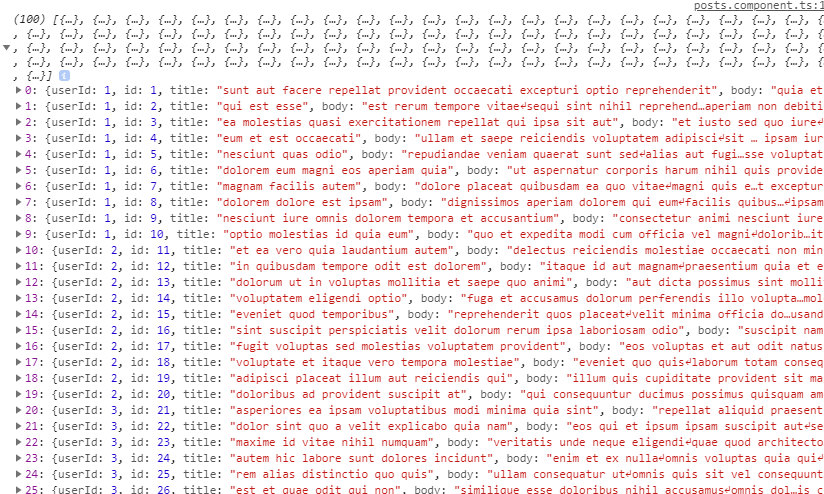 posts.component.ts:1
(100) [{…}, {…}, {…}, {…}, {…}, {…}, {…}, {…}, {…}, {…}, {…}, {…}, {…}, {…}, {…}, {…}, {…}, {…}, {…}, {…}, {…}, {…}, {…}, {…}
, {…}, {…}, {…}, {…}, {…}, {…}, {…}, {…}, {…}, {…}, {…}, {…}, {…}, {…}, {…}, {…}, {…}, {…}, {…}, {…}, {…}, {…}, {…}, {…}, {…}
, {…}, {…}, {…}, {…}, {…}, {…}, {…}, {…}, {…}, {…}, {…}, {…}, {…}, {…}, {…}, {…}, {…}, {…}, {…}, {…}, {…}, {…}, {…}, {…}, {…}
, {…}, {…}, {…}, {…}, {…}, {…}, {…}, {…}, {…}, {…}, {…}, {…}, {…}, {…}, {…}, {…}, {…}, {…}, {…}, {…}, {…}, {…}, {…}, {…}, {…}
, {…}] i
0: {userId: 1, id: 1, title: "sunt aut facere repellat provident occaecati excepturi optio reprehenderit", body: "quia et
1: {userId: 1, id: 2, title: "qui est esse", body: "est rerum tempore vitae↵sequi sint nihil reprehend…aperiam non debiti
2: {userId: 1, id: 3, title: "ea molestias quasi exercitationem repellat qui ipsa sit aut", body: "et iusto sed quo iure↵
3: {userId: 1, id: 4, title: "eum et est occaecati", body: "ullam et saepe reiciendis voluptatem adipisci↵sit … ipsam iur
4: {userId: 1, id: 5, title: "nesciunt quas odio", body: "repudiandae veniam quaerat sunt sed↵alias aut fugi…sse voluptat
5: {userId: 1, id: 6, title: "dolorem eum magni eos aperiam quia", body: "ut aspernatur corporis harum nihil quis provide
6: {userId: 1, id: 7, title: "magnam facilis autem", body: "dolore placeat quibusdam ea quo vitae↵magni quis e…t exceptur
7: {userId: 1, id: 8, title: "dolorem dolore est ipsam", body: "dignissimos aperiam dolorem qui eum↵facilis quibus…↵ipsam
8: {userId: 1, id: 9, title: "nesciunt iure omnis dolorem tempora et accusantium", body: "consectetur animi nesciunt iure
9: {userId: 1, id: 10, title: "optio molestias id quia eum", body: "quo et expedita modi cum officia vel magni↵dolorib…it
10: {userId: 2, id: 11, title: "et ea vero quia laudantium autem", body: "delectus reiciendis molestiae occaecati non min
11: {userId: 2, id: 12, title: "in quibusdam tempore odit est dolorem", body: "itaque id aut magnam↵praesentium quia et e
12: {userId: 2, id: 13, title: "dolorum ut in voluptas mollitia et saepe quo animi", body: "aut dicta possimus sint molli
13: {userId: 2, id: 14, title: "voluptatem eligendi optio", body: "fuga et accusamus dolorum perferendis illo volupta…mol
14: {userId: 2, id: 15, title: "eveniet quod temporibus", body: "reprehenderit quos placeat↵velit minima officia do…usand
15: {userId: 2, id: 16, title: "sint suscipit perspiciatis velit dolorum rerum ipsa laboriosam odio", body: "suscipit nam
16: {userId: 2, id: 17, title: "fugit voluptas sed molestias voluptatem provident", body: "eos voluptas et aut odit natus
17: {userId: 2, id: 18, title: "voluptate et itaque vero tempora molestiae", body: "eveniet quo quis↵laborum totam conseq
18: {userId: 2, id: 19, title: "adipisci placeat illum aut reiciendis qui", body: "illum quis cupiditate provident sit ma
19: {userId: 2, id: 20, title: "doloribus ad provident suscipit at", body: "qui consequuntur ducimus possimus quisquam am
20: {userId: 3, id: 21, title: "asperiores ea ipsam voluptatibus modi minima quia sint", body: "repellat aliquid praesent
21: {userId: 3, id: 22, title: "dolor sint quo a velit explicabo quia nam", body: "eos qui et ipsum ipsam suscipit aut↵se
22: {userId: 3, id: 23, title: "maxime id vitae nihil numquam", body: "veritatis unde neque eligendi↵quae quod architecto
23: {userId: 3, id: 24, title: "autem hic labore sunt dolores incidunt", body: "enim et ex nulla↵omnis voluptas quia qui↵
24: {userId: 3, id: 25, title: "rem alias distinctio quo quis", body: "ullam consequatur ut↵omnis quis sit vel consequunt
25: {userId: 3, id: 26, title: "est et quae odit qui non", body: "similique esse doloribus nihil accusamus↵omnis dol…is c